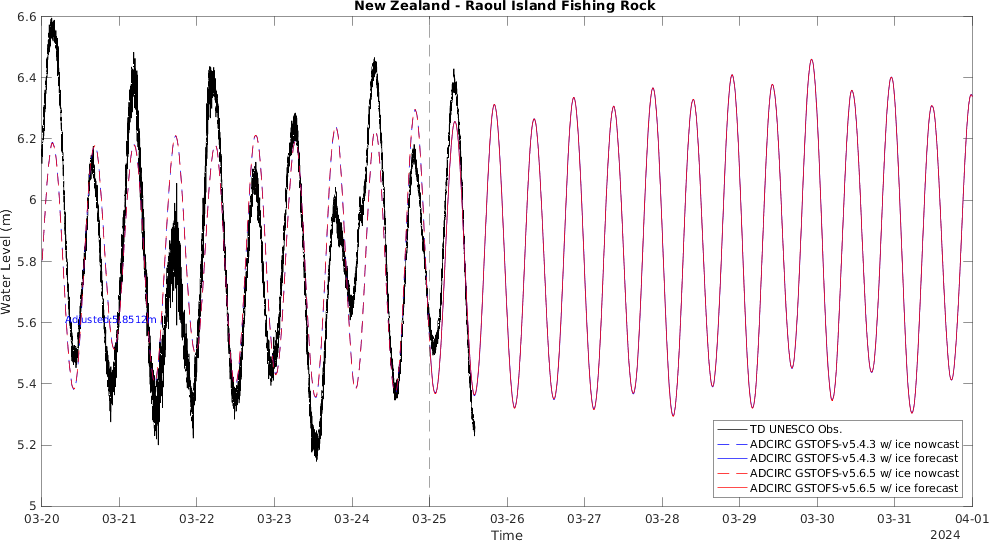 New Zealand - Raoul Island Fishing Rock
6.6
6.4
6.2
6
5.8
5.6
5.4
5.2
5
Water Level (m)
Adjusted:5.8512m
TD UNESCO Obs.
ADCIRC GSTOFS-v5.4.3 w/ ice nowcast
ADCIRC GSTOFS-v5.4.3 w/ ice forecast
ADCIRC GSTOFS-v5.6.5 w/ ice nowcast
ADCIRC GSTOFS-v5.6.5 w/ ice forecast
03-20 03-21 03-22 03-23 03-24 03-25 03-26 03-27 03-28 03-29 03-30 03-31 04-01
Time
2024